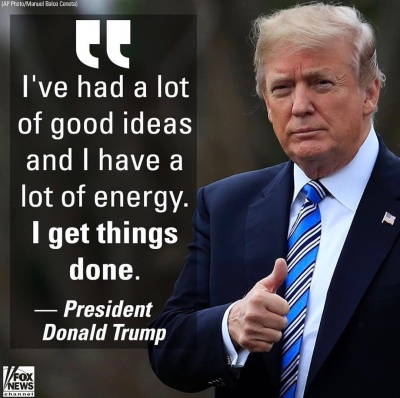 (AP Photo/Manuel Balce Ceneta)
I've had a lot
of good ideas
and I have a
lot of energy.
I get things
done.
— President
Donald Trump
FOX
NEWS
channel